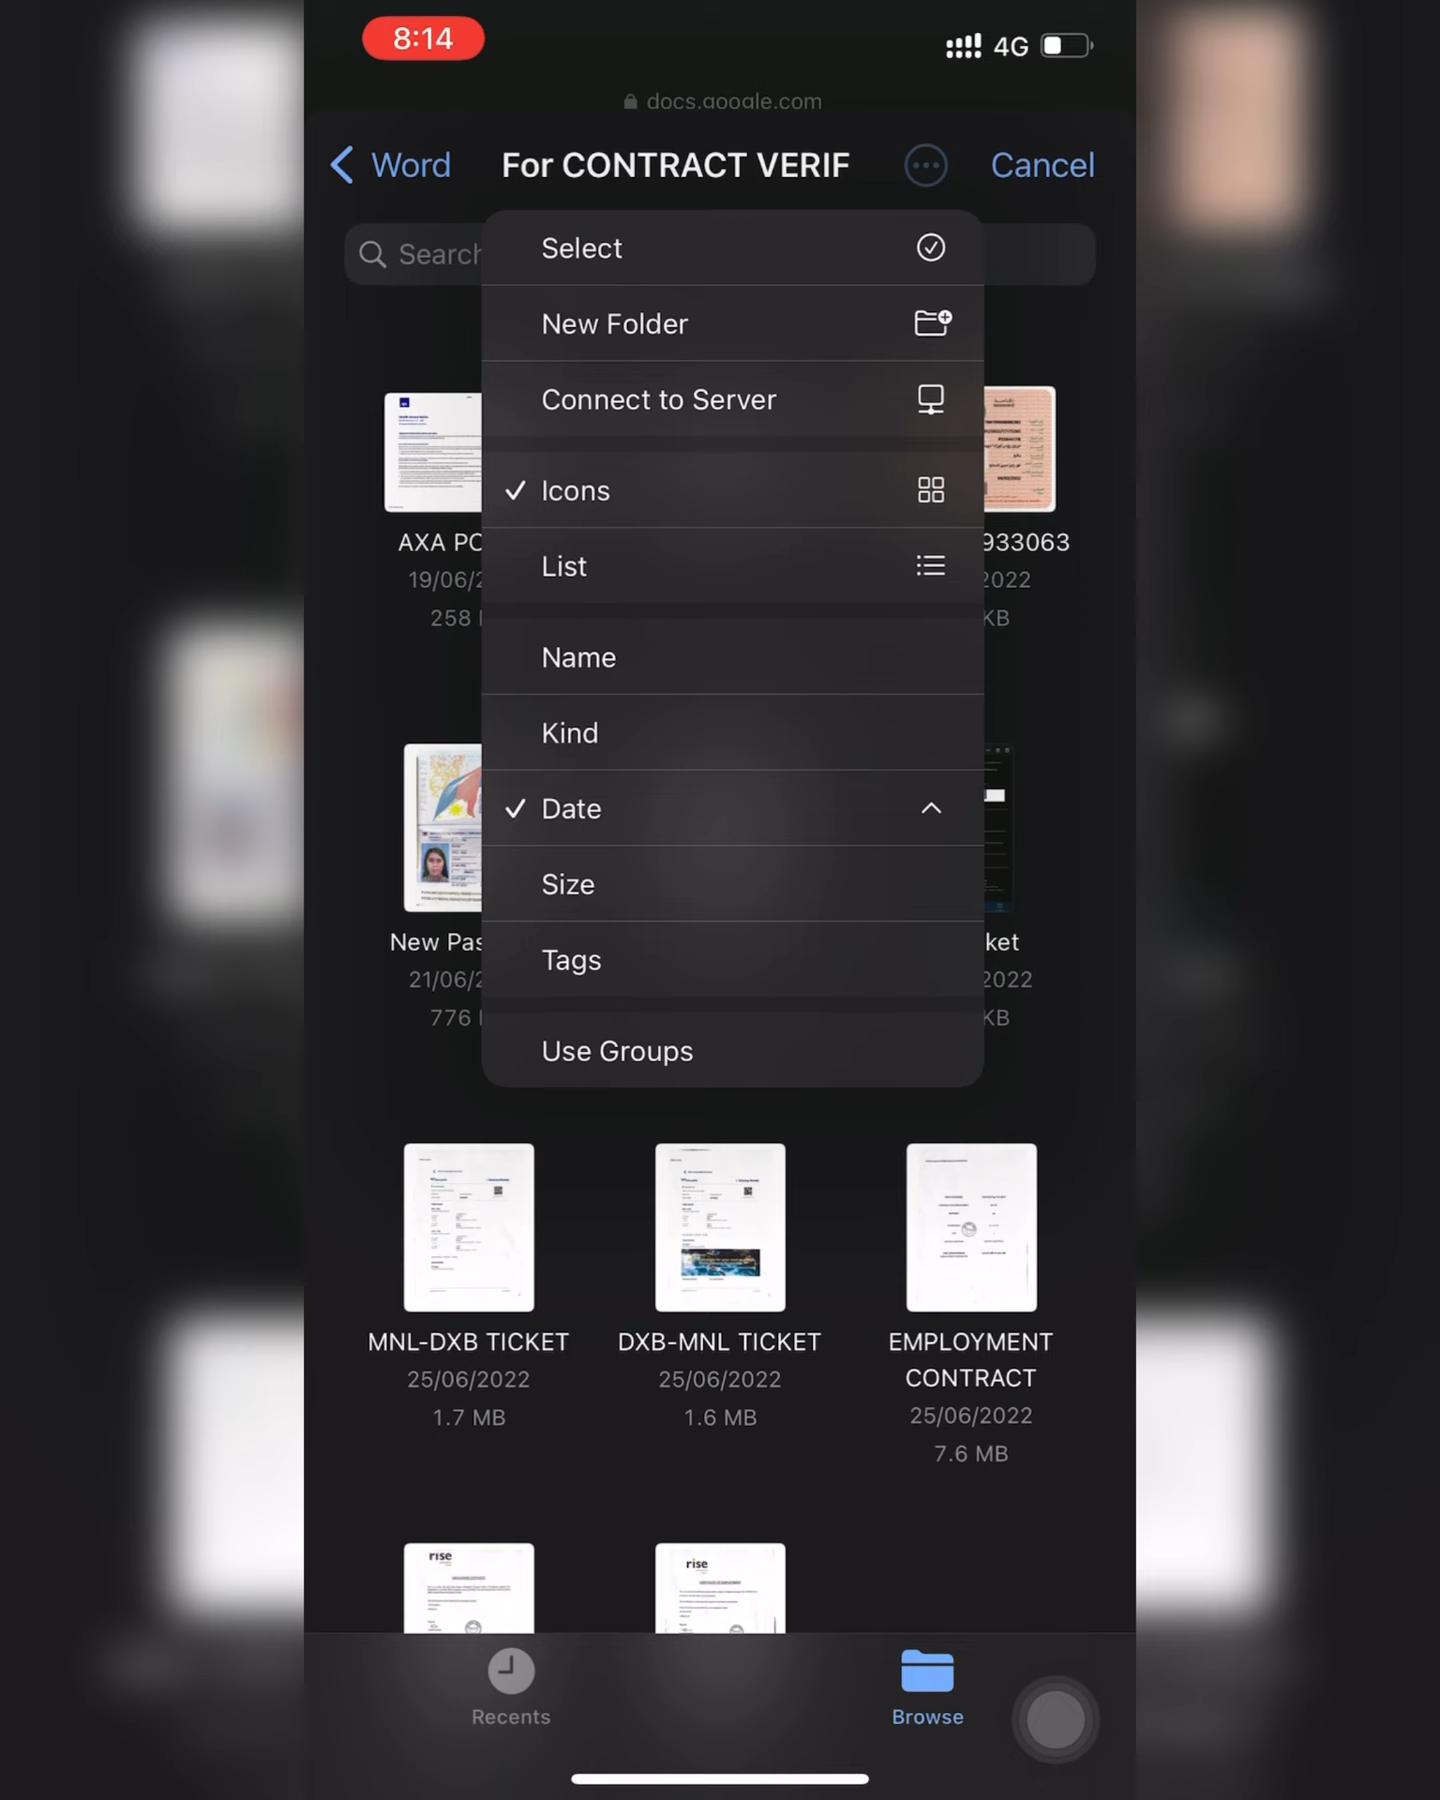 8:14
4G
docs.google.com
Word
For CONTRACT VERIF
Cancel
Search
Select
New Folder
Connect to Server
Icons
List
Name
Kind
Date
Size
Tags
Use Groups
AXA PO
933063
19/06/2
2022
258
KB
New Pas
ket
21/06/2
2022
776
KB
MNL-DXB TICKET
25/06/2022
1.7 MB
DXB-MNL TICKET
25/06/2022
1.6 MB
EMPLOYMENT
CONTRACT
25/06/2022
7.6 MB
rise
rise
Recents
Browse